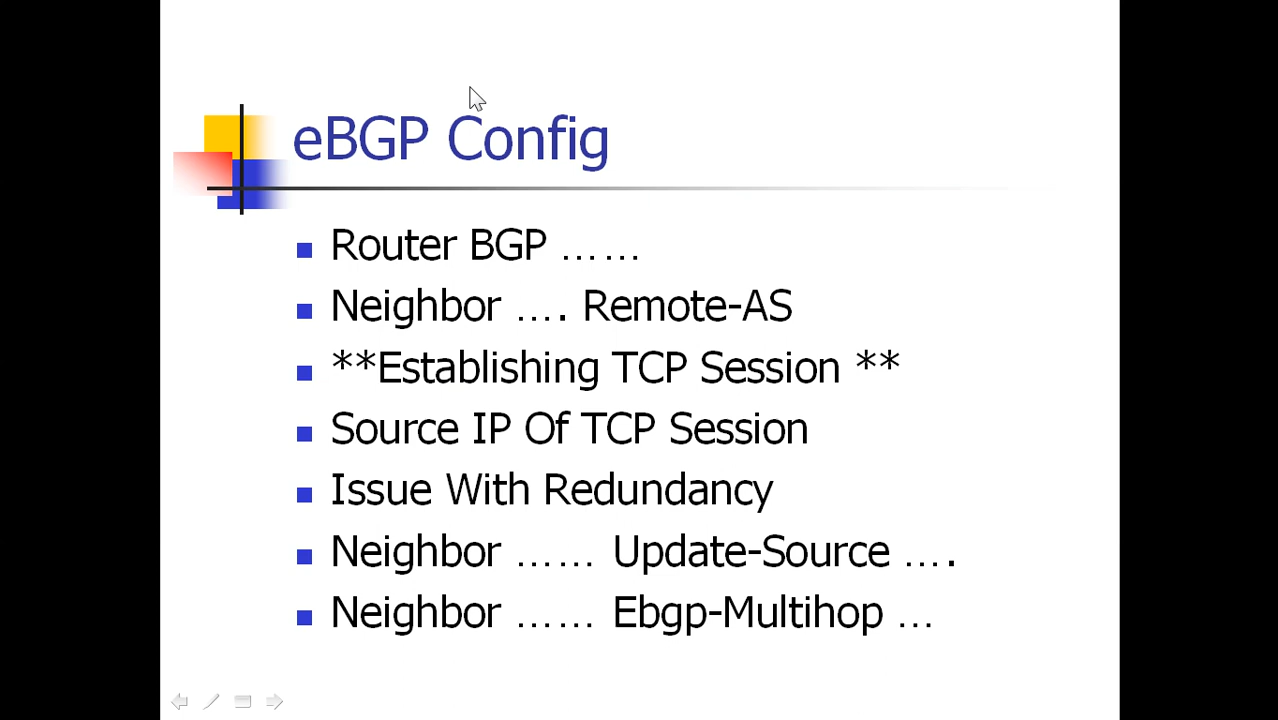 eBGP Config
Router BGP ……
Neighbor …. Remote-AS
**Establishing TCP Session **
Source IP Of TCP Session
Issue With Redundancy
Neighbor …… Update-Source ….
Neighbor …… Ebgp-Multihop …